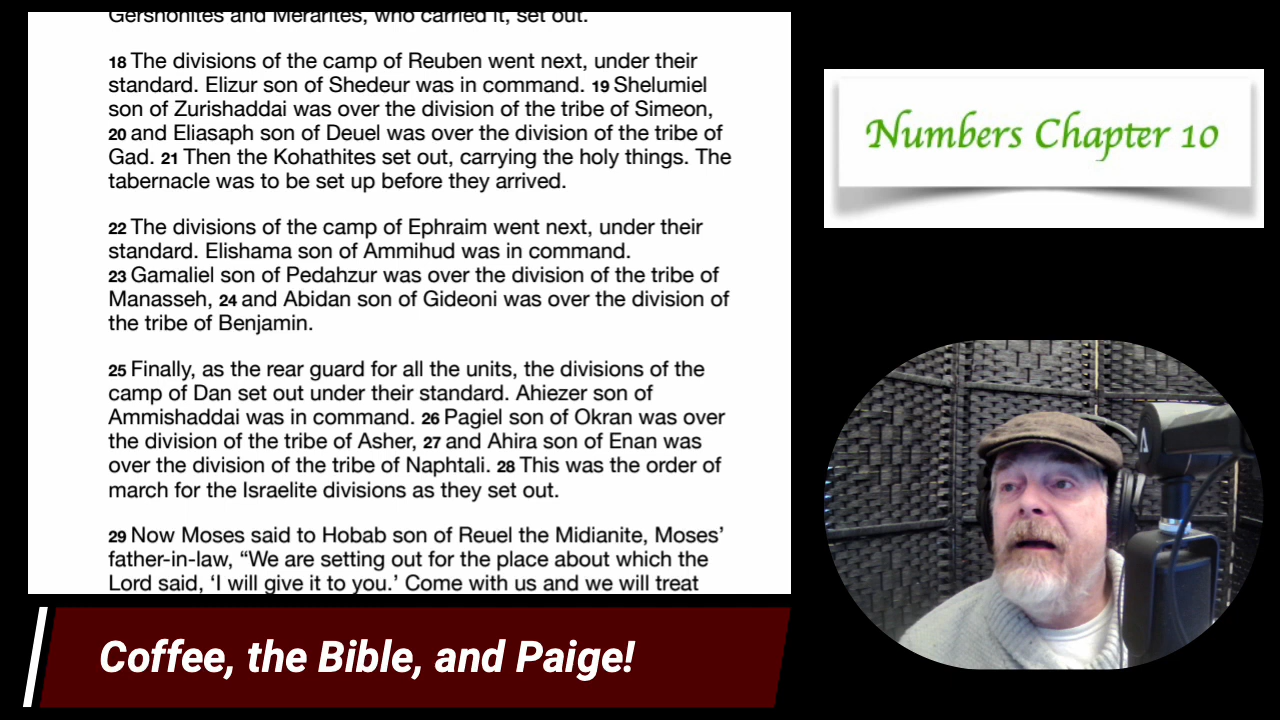 Gershonites and Merarites, who carried it, set out.
18 The divisions of the camp of Reuben went next, under their
standard. Elizur son of Shedeur was in command. 19 Shelumiel
son of Zurishaddai was over the division of the tribe of Simeon,
20 and Eliasaph son of Deuel was over the division of the tribe of
Gad. 21 Then the Kohathites set out, carrying the holy things. The
tabernacle was to be set up before they arrived.
22 The divisions of the camp of Ephraim went next, under their
standard. Elishama son of Ammihud was in command.
23 Gamaliel son of Pedahzur was over the division of the tribe of
Manasseh, 24 and Abidan son of Gideoni was over the division of
the tribe of Benjamin.
25 Finally, as the rear guard for all the units, the divisions of the
camp of Dan set out under their standard. Ahiezer son of
Ammishaddai was in command. 26 Pagiel son of Okran was over
the division of the tribe of Asher, 27 and Ahira son of Enan was
over the division of the tribe of Naphtali. 28 This was the order of
march for the Israelite divisions as they set out.
29 Now Moses said to Hobab son of Reuel the Midianite, Moses’
father-in-law, “We are setting out for the place about which the
Lord said, ‘I will give it to you.’ Come with us and we will treat
Numbers Chapter 10
Coffee, the Bible, and Paige!